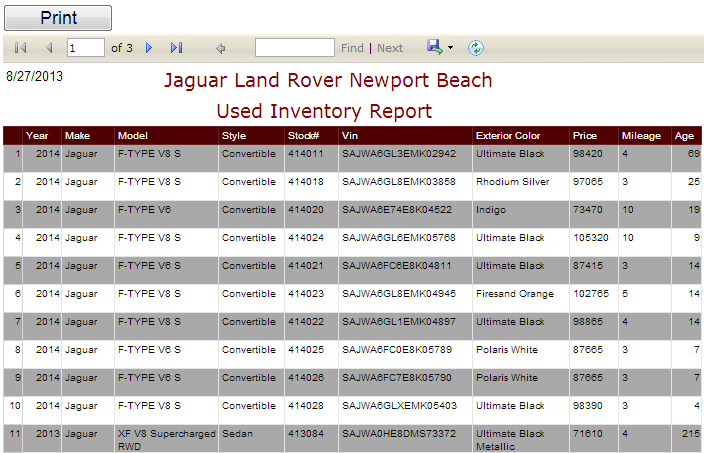 Print
1 of 3 Find | Next
8/27/2013
Jaguar Land Rover Newport Beach
Used Inventory Report
Year Make Model Style Stock# Vin Exterior Color Price Mileage Age
1 2014 Jaguar F-TYPE V8 S Convertible 414011 SAJWA6GL3EMK02942 Ultimate Black 98420 4 69
2 2014 Jaguar F-TYPE V8 S Convertible 414018 SAJWA6GL8EMK03858 Rhodium Silver 97065 3 25
3 2014 Jaguar F-TYPE V6 Convertible 414020 SAJWA6E74E8K04522 Indigo 73470 10 19
4 2014 Jaguar F-TYPE V8 S Convertible 414024 SAJWA6GL6EMK05768 Ultimate Black 105320 10 9
5 2014 Jaguar F-TYPE V6 S Convertible 414021 SAJWA6FC6E8K04811 Ultimate Black 87415 3 14
6 2014 Jaguar F-TYPE V8 S Convertible 414023 SAJWA6GL8EMK04945 Firesand Orange 102765 5 14
7 2014 Jaguar F-TYPE V8 S Convertible 414022 SAJWA6GL1EMK04897 Ultimate Black 98865 4 14
8 2014 Jaguar F-TYPE V6 S Convertible 414025 SAJWA6FC0E8K05789 Polaris White 87665 3 7
9 2014 Jaguar F-TYPE V6 S Convertible 414026 SAJWA6FC7E8K05790 Polaris White 87665 3 7
10 2014 Jaguar F-TYPE V8 S Convertible 414028 SAJWA6GLXEMK05403 Ultimate Black 98390 3 4
11 2013 Jaguar XF V8 Supercharged Sedan 413084 SAJWA0HE8DMS73372 Ultimate Black 71610 4 215
RWD Metallic